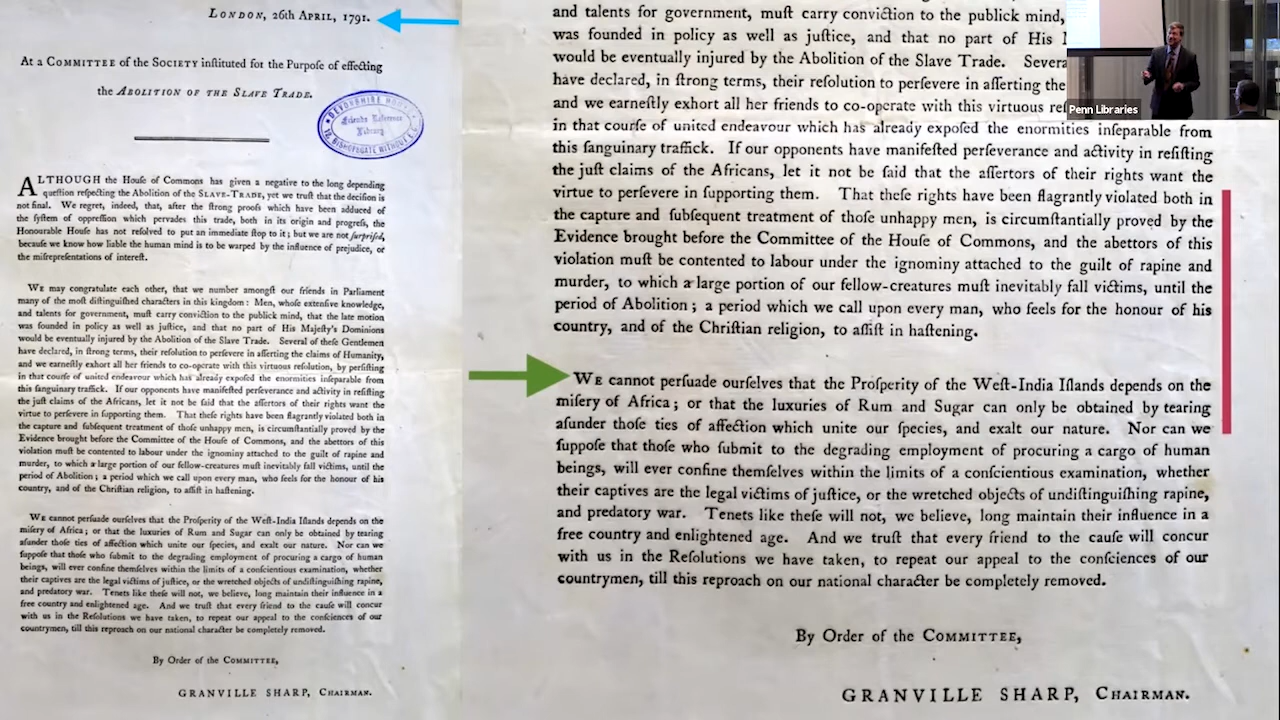 LONDON, 26th APRIL, 1791.
At a COMMITTEE of the SOCIETY inſtituted for the Purpoſe of effecting
the ABOLITION OF THE SLAVE TRADE.
DEVONSHIRE HOUSE
Friends Reference
Library
BISHOPSGATE WITHOUT, E.C.
ALTHOUGH the Houſe of Commons has given a negative to the long depending
queſtion reſpecting the Abolition of the SLAVE-TRADE, yet we truſt that the deciſion is
not final. We regret, indeed, that, after the ſtrong proofs which have been adduced of
the ſyſtem of oppreſſion which pervades this trade, both in its origin and progreſs, the
Honourable Houſe has not reſolved to put an immediate ſtop to it; but we are not ſurpriſed,
becauſe we know how liable the human mind is to be warped by the influence of prejudice, or
the miſrepreſentations of intereſt.
WE may congratulate each other, that we number amongſt our friends in Parliament
many of the moſt diſtinguiſhed characters in this kingdom: Men, whoſe extenſive knowledge,
and talents for government, muſt carry conviction to the publick mind, that the late motion
was founded in policy as well as juſtice, and that no part of His Majeſty's Dominions
would be eventually injured by the Abolition of the Slave Trade. Several of theſe Gentlemen
have declared, in ſtrong terms, their reſolution to perſevere in aſſerting the claims of Humanity,
and we earneſtly exhort all her friends to co-operate with this virtuous reſolution, by perſiſting
in that courſe of united endeavour which has already expoſed the enormities inſeparable from
this ſanguinary traffick. If our opponents have manifeſted perſeverance and activity in reſiſting
the juſt claims of the Africans, let it not be ſaid that the aſſertors of their rights want the
virtue to perſevere in ſupporting them. That theſe rights have been flagrantly violated both in
the capture and ſubſequent treatment of thoſe unhappy men, is circumſtantially proved by the
Evidence brought before the Committee of the Houſe of Commons, and the abettors of this
violation muſt be contented to labour under the ignominy attached to the guilt of rapine and
murder, to which a large portion of our fellow-creatures muſt inevitably fall victims, until the
period of Abolition; a period which we call upon every man, who feels for the honour of his
country, and of the Chriſtian religion, to aſſiſt in haſtening.
WE cannot perſuade ourſelves that the Proſperity of the Weſt-India Iſlands depends on the
miſery of Africa; or that the luxuries of Rum and Sugar can only be obtained by tearing
aſunder thoſe ties of affection which unite our ſpecies, and exalt our nature. Nor can we
ſuppoſe that thoſe who ſubmit to the degrading employment of procuring a cargo of human
beings, will ever confine themſelves within the limits of a conſcientious examination, whether
their captives are the legal victims of juſtice, or the wretched objects of undiſtinguiſhing rapine,
and predatory war. Tenets like theſe will not, we believe, long maintain their influence in a
free country and enlightened age. And we truſt that every friend to the cauſe will concur
with us in the Reſolutions we have taken, to repeat our appeal to the conſciences of our
countrymen, till this reproach on our national character be completely removed.
By Order of the COMMITTEE,
GRANVILLE SHARP, CHAIRMAN.
and talents for government, muſt carry conviction to the publick mind,
was founded in policy as well as juſtice, and that no part of His
would be eventually injured by the Abolition of the Slave Trade. Severa
have declared, in ſtrong terms, their reſolution to perſevere in aſſerting the
and we earneſtly exhort all her friends to co-operate with this virtuous reſ
in that courſe of united endeavour which has already expoſed the enormities inſeparable from
this ſanguinary traffick. If our opponents have manifeſted perſeverance and activity in reſiſting
the juſt claims of the Africans, let it not be ſaid that the aſſertors of their rights want the
virtue to perſevere in ſupporting them. That theſe rights have been flagrantly violated both in
the capture and ſubſequent treatment of thoſe unhappy men, is circumſtantially proved by the
Evidence brought before the Committee of the Houſe of Commons, and the abettors of this
violation muſt be contented to labour under the ignominy attached to the guilt of rapine and
murder, to which a large portion of our fellow-creatures muſt inevitably fall victims, until the
period of Abolition; a period which we call upon every man, who feels for the honour of his
country, and of the Chriſtian religion, to aſſiſt in haſtening.
WE cannot perſuade ourſelves that the Proſperity of the Weſt-India Iſlands depends on the
miſery of Africa; or that the luxuries of Rum and Sugar can only be obtained by tearing
aſunder thoſe ties of affection which unite our ſpecies, and exalt our nature. Nor can we
ſuppoſe that thoſe who ſubmit to the degrading employment of procuring a cargo of human
beings, will ever confine themſelves within the limits of a conſcientious examination, whether
their captives are the legal victims of juſtice, or the wretched objects of undiſtinguiſhing rapine,
and predatory war. Tenets like theſe will not, we believe, long maintain their influence in a
free country and enlightened age. And we truſt that every friend to the cauſe will concur
with us in the Reſolutions we have taken, to repeat our appeal to the conſciences of our
countrymen, till this reproach on our national character be completely removed.
By Order of the COMMITTEE,
GRANVILLE SHARP, CHAIRMAN.
Penn Libraries